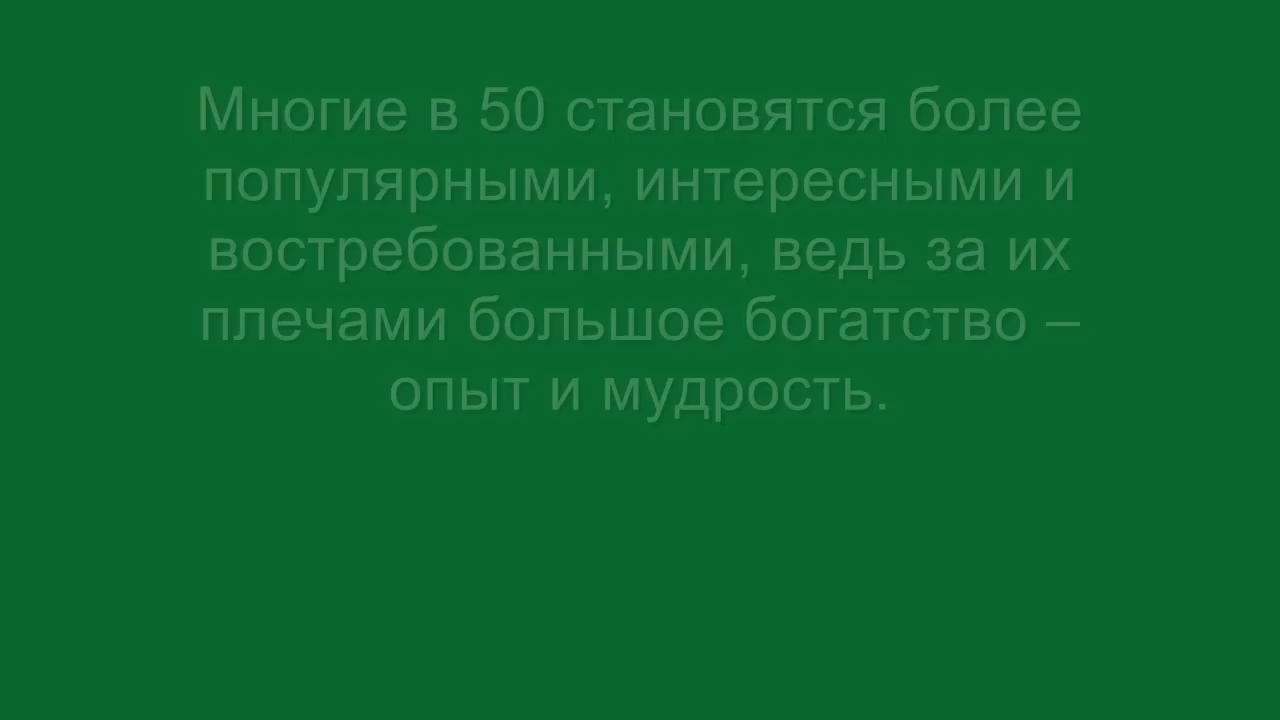 Многие в 50 становятся более
популярными, интересными и
востребованными, ведь за их
плечами большое богатство –
опыт и мудрость.